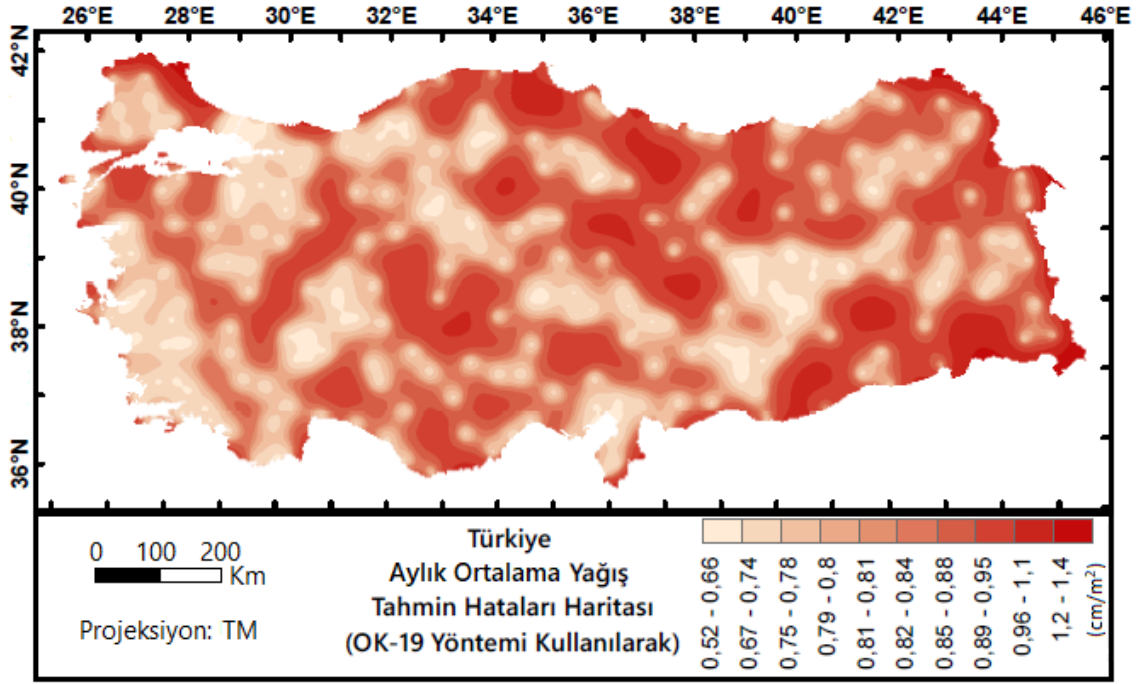 26°E 28°E 30°E 32°E 34°E 36°E 38°E 40°E 42°E 44°E 46°E
42°N
40°N
38°N
36°N
0 100 200
Km
Projeksiyon: TM
Türkiye
Aylık Ortalama Yağış
Tahmin Hataları Haritası
(OK-19 Yöntemi Kullanılarak)
0,52 - 0,66
0,67 - 0,74
0,75 - 0,78
0,79 - 0,8
0,81 - 0,81
0,82 - 0,84
0,85 - 0,88
0,89 - 0,95
0,96 - 1,1
1,2 - 1,4
(cm/m²)